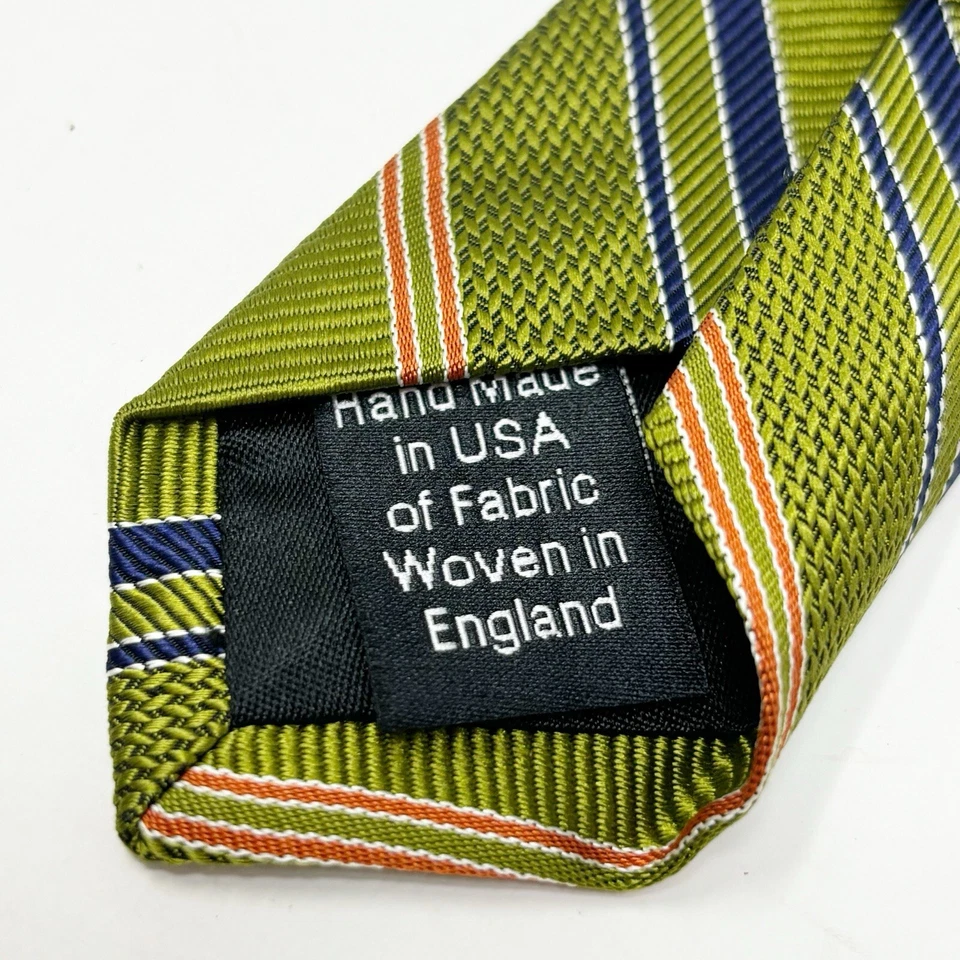 Hand Made
in USA
of Fabric
Woven in
England